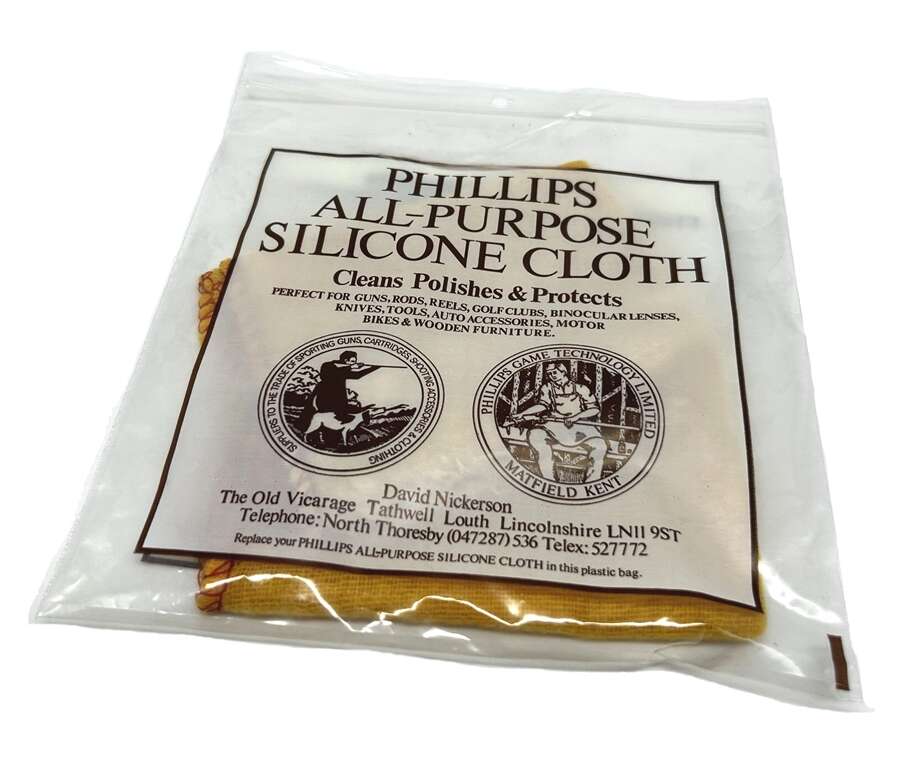 PHILLIPS
ALL-PURPOSE
SILICONE CLOTH
Cleans Polishes & Protects
PERFECT FOR GUNS, RODS, REELS, GOLF CLUBS, BINOCULAR LENSES,
KNIVES, TOOLS, AUTO ACCESSORIES, MOTOR
BIKES & WOODEN FURNITURE.
SUPPLIERS TO THE TRADE OF SPORTING GUNS, CARTRIDGES, SHOOTING ACCESSORIES & CLOTHING
PHILLIPS GAME TECHNOLOGY LIMITED
MATFIELD KENT
David Nickerson
The Old Vicarage Tathwell Louth Lincolnshire LN11 9ST
Telephone: North Thoresby (047287) 536 Telex: 527772
Replace your PHILLIPS ALL-PURPOSE SILICONE CLOTH in this plastic bag.